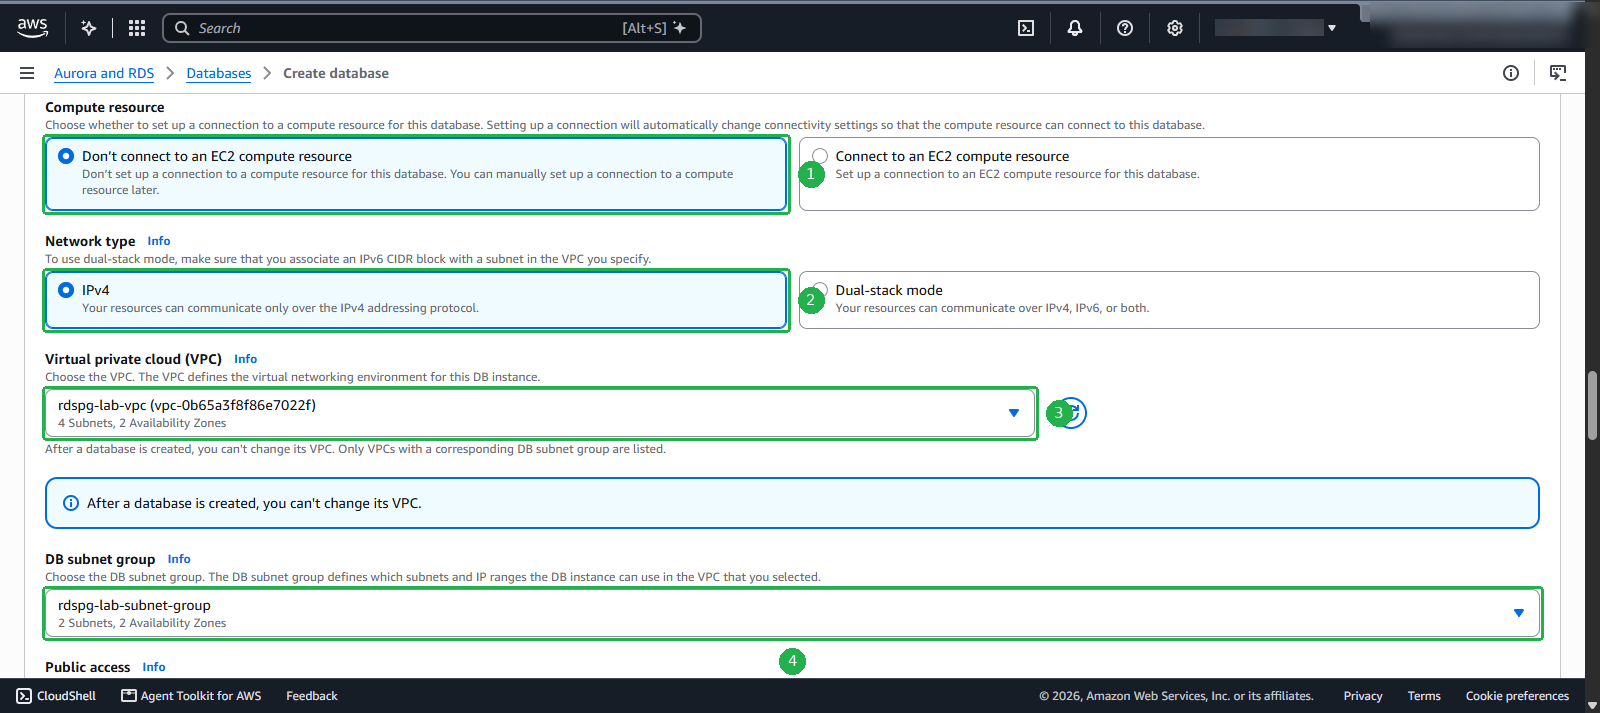 aws
Search
[Alt+S]
Aurora and RDS
Databases
Create database
Compute resource
Choose whether to set up a connection to a compute resource for this database. Setting up a connection will automatically change connectivity settings so that the compute resource can connect to this database.
Don't connect to an EC2 compute resource
Don't set up a connection to a compute resource for this database. You can manually set up a connection to a compute
resource later.
1
Connect to an EC2 compute resource
Set up a connection to an EC2 compute resource for this database.
Network type Info
To use dual-stack mode, make sure that you associate an IPv6 CIDR block with a subnet in the VPC you specify.
IPv4
Your resources can communicate only over the IPv4 addressing protocol.
2
Dual-stack mode
Your resources can communicate over IPv4, IPv6, or both.
Virtual private cloud (VPC) Info
Choose the VPC. The VPC defines the virtual networking environment for this DB instance.
rdspg-lab-vpc (vpc-0b65a3f8f86e7022f)
4 Subnets, 2 Availability Zones
3
After a database is created, you can't change its VPC. Only VPCs with a corresponding DB subnet group are listed.
After a database is created, you can't change its VPC.
DB subnet group Info
Choose the DB subnet group. The DB subnet group defines which subnets and IP ranges the DB instance can use in the VPC that you selected.
rdspg-lab-subnet-group
2 Subnets, 2 Availability Zones
Public access Info
4
CloudShell
Agent Toolkit for AWS
Feedback
© 2026, Amazon Web Services, Inc. or its affiliates.
Privacy
Terms
Cookie preferences